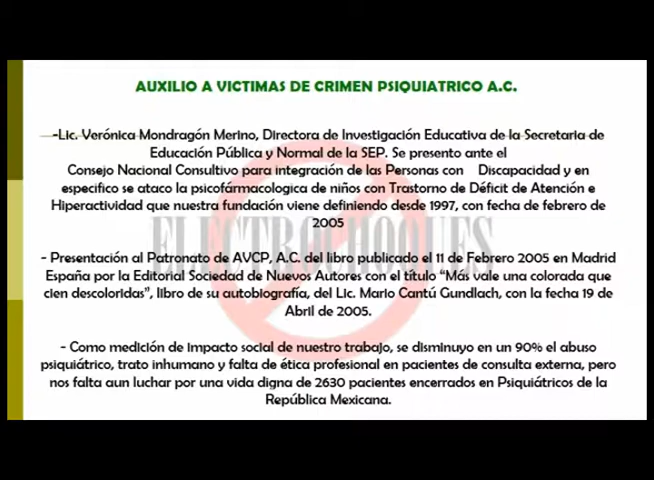 AUXILIO A VICTIMAS DE CRIMEN PSIQUIATRICO A.C.
-Lic. Verónica Mondragón Merino, Directora de Investigación Educativa de la Secretaria de
Educación Pública y Normal de la SEP. Se presento ante el
Consejo Nacional Consultivo para integración de las Personas con Discapacidad y en
especifico se ataco la psicofármacologica de niños con Trastorno de Déficit de Atención e
Hiperactividad que nuestra fundación viene definiendo desde 1997, con fecha de febrero de
2005
ELECTROCHOQUES
- Presentación al Patronato de AVCP, A.C. del libro publicado el 11 de Febrero 2005 en Madrid
España por la Editorial Sociedad de Nuevos Autores con el título “Más vale una colorada que
cien descoloridas”, libro de su autobiografía, del Lic. Mario Cantú Gundlach, con la fecha 19 de
Abril de 2005.
- Como medición de impacto social de nuestro trabajo, se disminuyo en un 90% el abuso
psiquiátrico, trato inhumano y falta de ética profesional en pacientes de consulta externa, pero
nos falta aun luchar por una vida digna de 2630 pacientes encerrados en Psiquiátricos de la
República Mexicana.